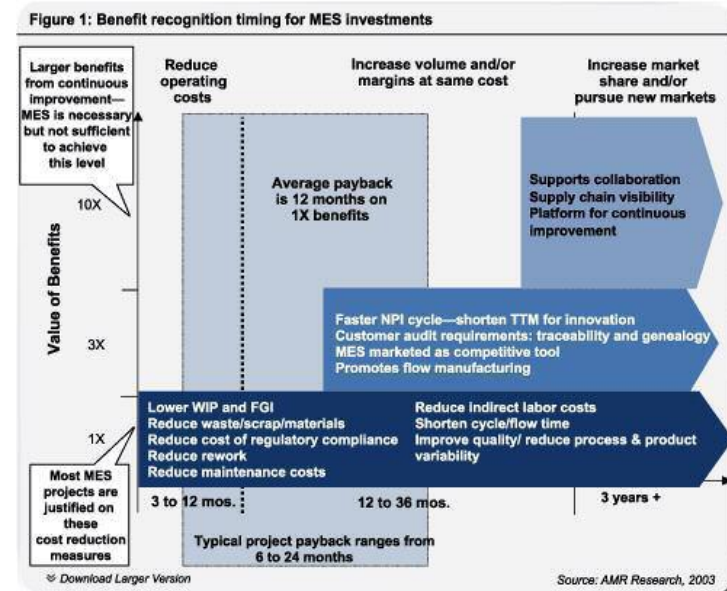 Figure 1: Benefit recognition timing for MES investments
Larger benefits
from continuous
improvement—
MES is necessary
but not sufficient
to achieve
this level
Reduce
operating
costs
Increase volume and/or
margins at same cost
Increase market
share and/or
pursue new markets
Value of Benefits
10X
3X
1X
Average payback
is 12 months on
1X benefits
Supports collaboration
Supply chain visibility
Platform for continuous
improvement
Faster NPI cycle—shorten TTM for innovation
Customer audit requirements: traceability and genealogy
MES marketed as competitive tool
Promotes flow manufacturing
Lower WIP and FGI
Reduce waste/scrap/materials
Reduce cost of regulatory compliance
Reduce rework
Reduce maintenance costs
Reduce indirect labor costs
Shorten cycle/flow time
Improve quality/ reduce process & product
variability
Most MES
projects are
justified on
these
cost reduction
measures
3 to 12 mos.
12 to 36 mos.
3 years +
Typical project payback ranges from
6 to 24 months
Download Larger Version
Source: AMR Research, 2003